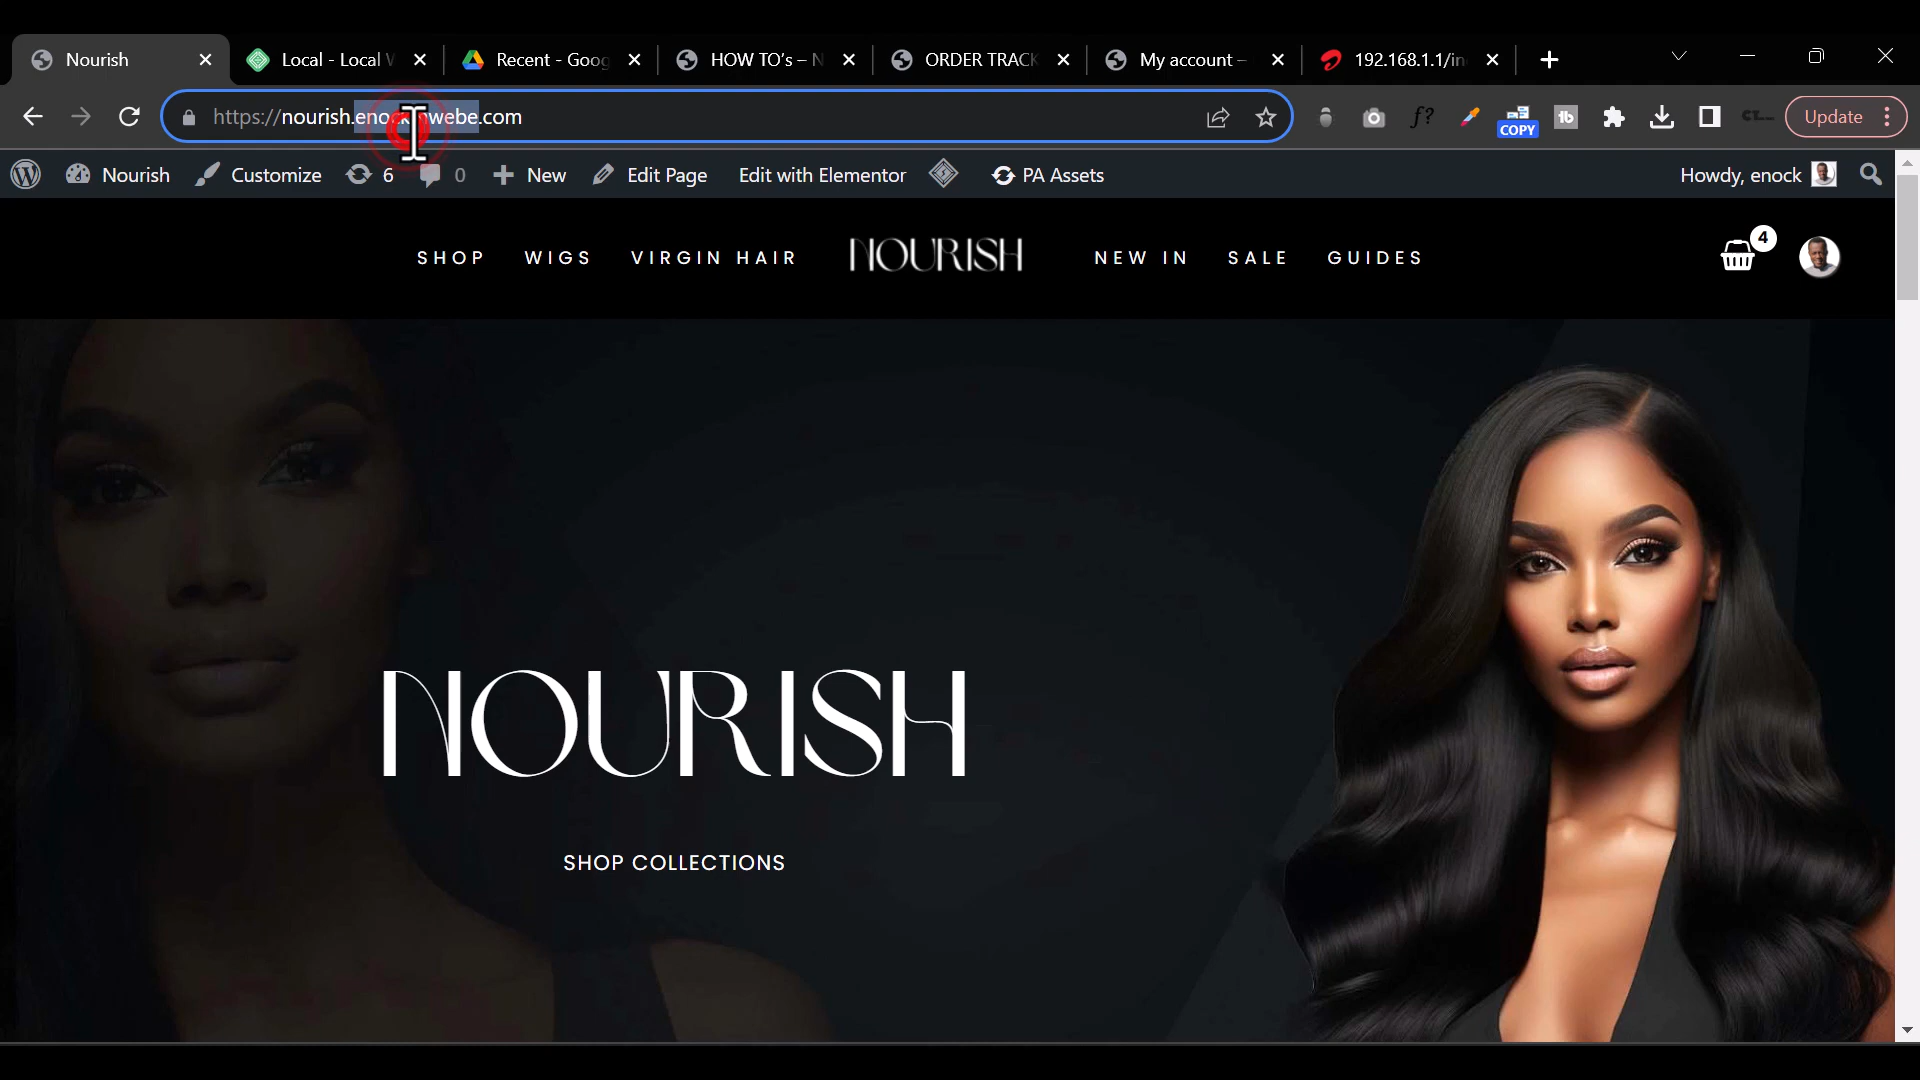 Nourish
Local - Local
Recent - Goog
HOW TO's – N
ORDER TRACK
My account –
192.168.1.1/in
https://nourish. webe.com
COPY
Update
Nourish
Customize
6
0
New
Edit Page
Edit with Elementor
PA Assets
Howdy, enock
SHOP
WIGS
VIRGIN HAIR
NOURISH
NEW IN
SALE
GUIDES
4
NOURISH
SHOP COLLECTIONS